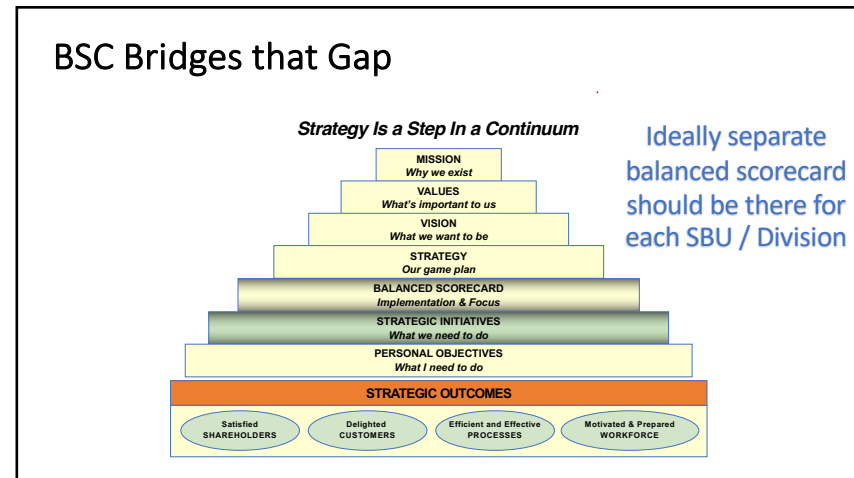 BSC Bridges that Gap
Strategy Is a Step In a Continuum
MISSION
Why we exist
VALUES
What's important to us
VISION
What we want to be
STRATEGY
Our game plan
BALANCED SCORECARD
Implementation & Focus
STRATEGIC INITIATIVES
What we need to do
PERSONAL OBJECTIVES
What I need to do
STRATEGIC OUTCOMES
Satisfied
SHAREHOLDERS
Delighted
CUSTOMERS
Efficient and Effective
PROCESSES
Motivated & Prepared
WORKFORCE
Ideally separate
balanced scorecard
should be there for
each SBU / Division